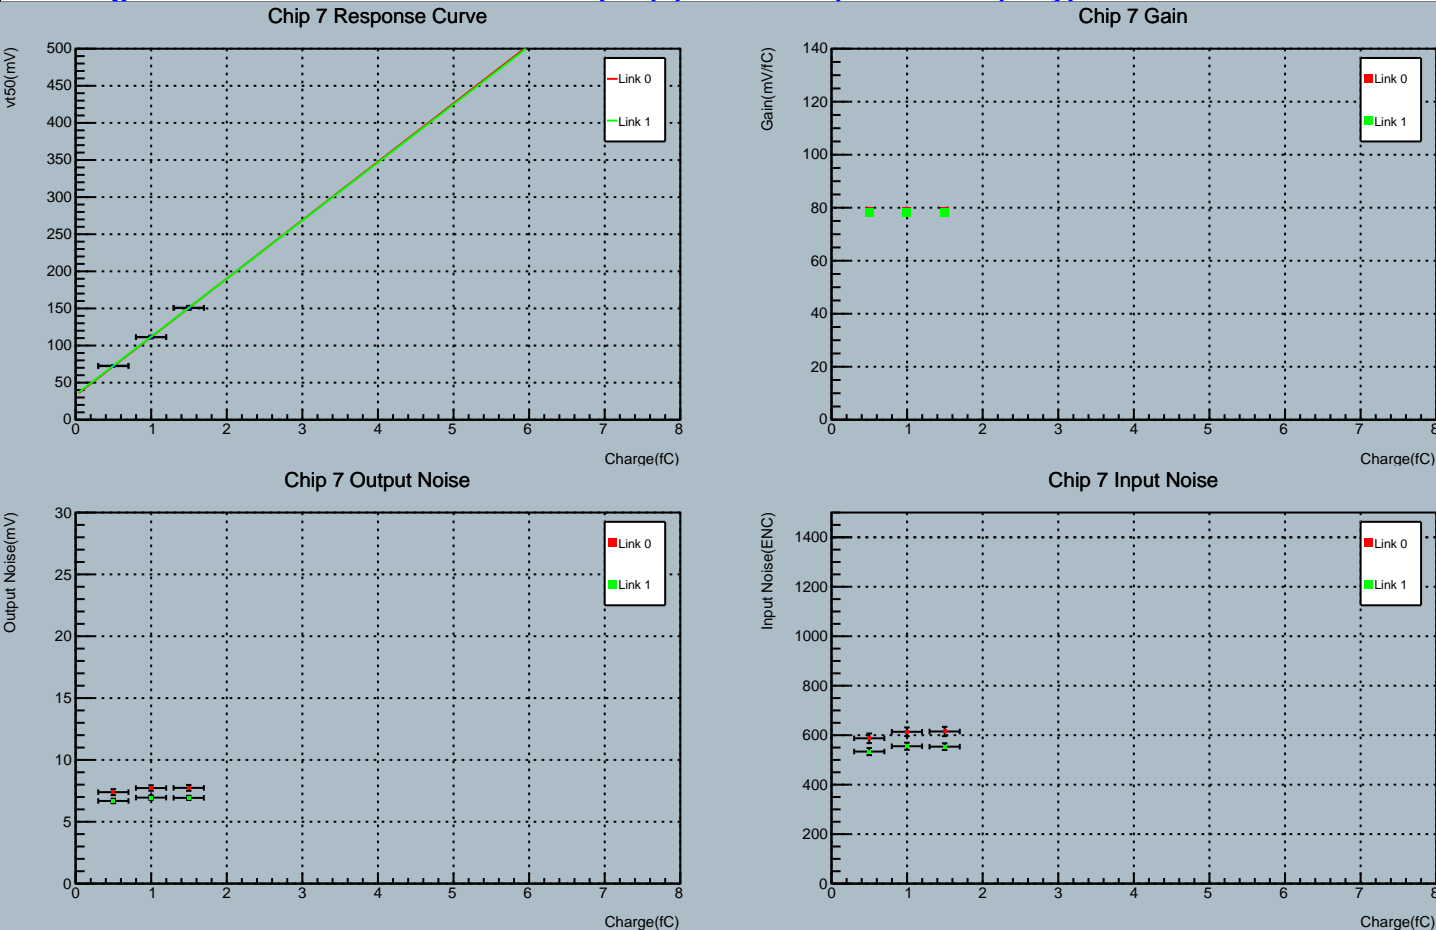 Chip 7 Response Curve
vt50(mV)
500
450
400
350
300
250
200
150
100
50
0
0 1 2 3 4 5 6 7 8
Charge(fC)
Link 0
Link 1
Chip 7 Gain
Gain(mV/fC)
140
120
100
80
60
40
20
0
0 1 2 3 4 5 6 7 8
Charge(fC)
Link 0
Link 1
Chip 7 Output Noise
Output Noise(mV)
30
25
20
15
10
5
0
0 1 2 3 4 5 6 7 8
Charge(fC)
Link 0
Link 1
Chip 7 Input Noise
Input Noise(ENC)
1400
1200
1000
800
600
400
200
0
0 1 2 3 4 5 6 7 8
Charge(fC)
Link 0
Link 1